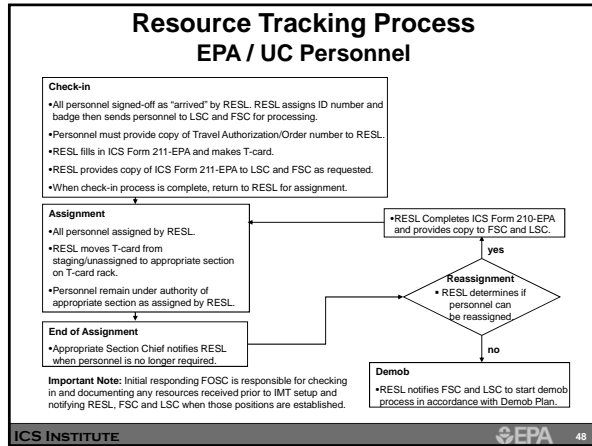 Resource Tracking Process
EPA / UC Personnel
Check-in
•All personnel signed-off as “arrived” by RESL. RESL assigns ID number and
badge then sends personnel to LSC and FSC for processing.
•Personnel must provide copy of Travel Authorization/Order number to RESL.
•RESL fills in ICS Form 211-EPA and makes T-card.
•RESL provides copy of ICS Form 211-EPA to LSC and FSC as requested.
•When check-in process is complete, return to RESL for assignment.
Assignment
•All personnel assigned by RESL.
•RESL moves T-card from
staging/unassigned to appropriate section
on T-card rack.
•Personnel remain under authority of
appropriate section as assigned by RESL.
•RESL Completes ICS Form 210-EPA
and provides copy to FSC and LSC.
yes
Reassignment
• RESL determines if
personnel can
be reassigned.
no
End of Assignment
•Appropriate Section Chief notifies RESL
when personnel is no longer required.
Demob
•RESL notifies FSC and LSC to start demob
process in accordance with Demob Plan.
Important Note: Initial responding FOSC is responsible for checking
in and documenting any resources received prior to IMT setup and
notifying RESL, FSC and LSC when those positions are established.
ICS INSTITUTE
EPA
48